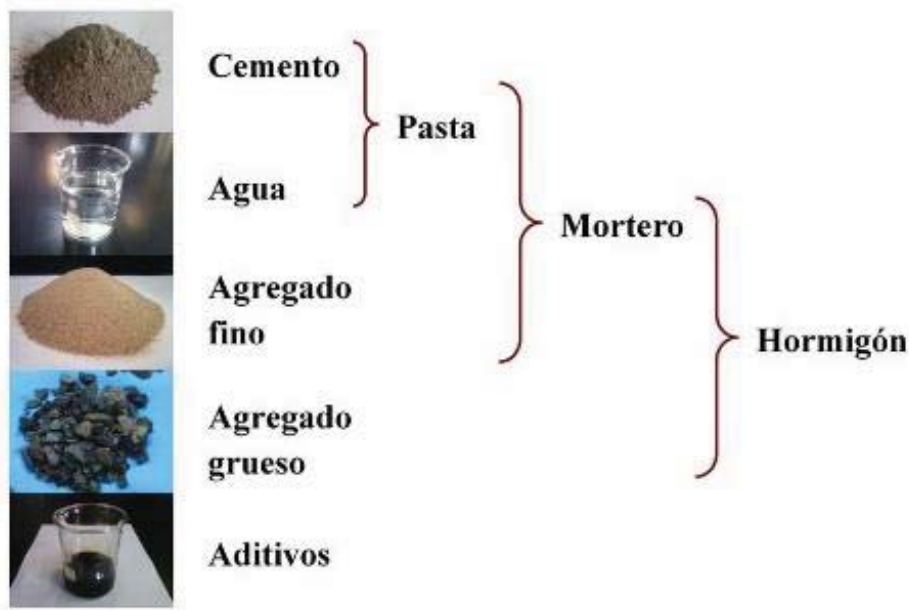 Cemento
Pasta
Agua
Mortero
Agregado
fino
Hormigón
Agregado
grueso
Aditivos